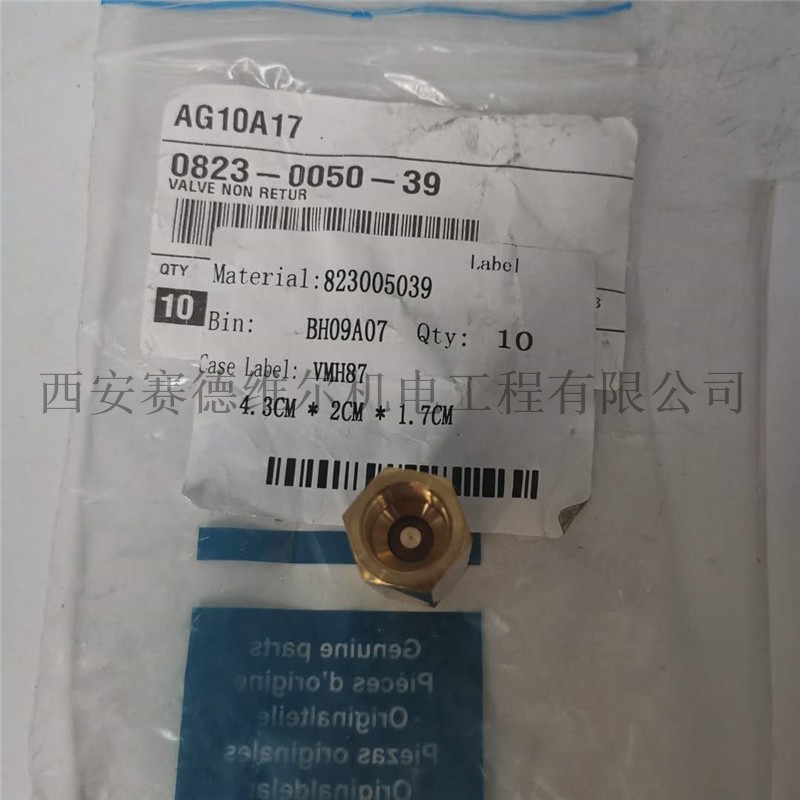 AG10A17
0823-0050-39
VALVE NON RETUR
Label
QTY
10
Material:823005039
Bin: BH09A07 Qty: 10
Case Label: VMH87
西安赛德维尔机电工程有限公司
4.3CM * 2CM * 1.7CM
Genuine parts
Pièces d'origine
Originalteile
Piezas originales
Originaldelar